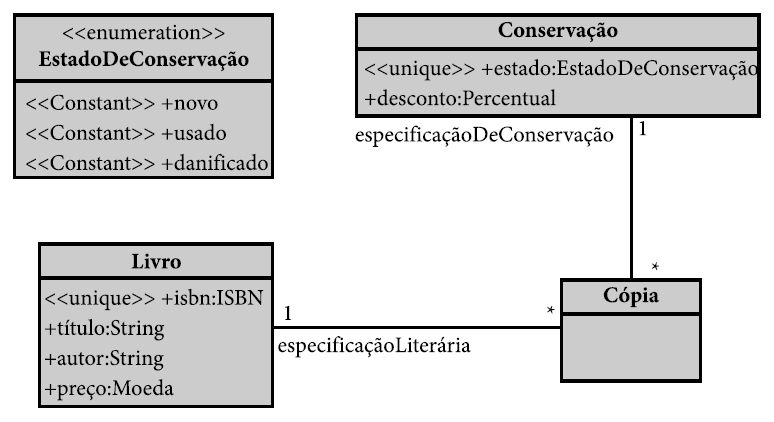 <<enumeration>>
EstadoDeConservação
<<Constant>> +novo
<<Constant>> +usado
<<Constant>> +danificado
Conservação
<<unique>> +estado:EstadoDeConservação
+desconto:Percentual
especificaçãoDeConservação
1
*
Livro
<<unique>> +isbn:ISBN
+título:String
+autor:String
+preço:Moeda
1
especificaçãoLiterária
*
Cópia